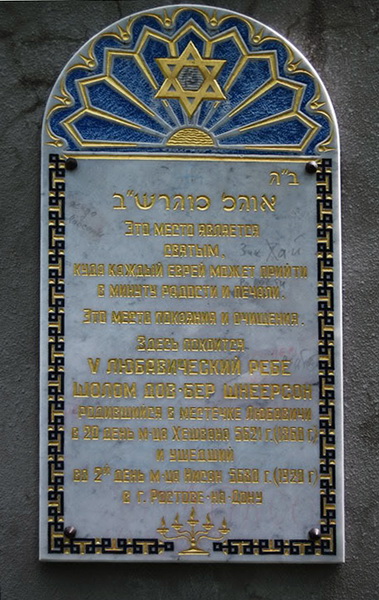 ב"ה
אוהל מוהרש"ב
Это место является
святым,
куда каждый еврей может прийти
в минуту радости и печали.
Это место покаяния и очищения.
Здесь покоится
V Любавический Ребе
Шолом Дов-Бер Шнеерсон
родившийся в местечке Любавичи
в 20 день м-ца Хешвана 5621 г.(1860 г.)
и ушедший
во 2ой день м-ца Нисан 5680 г.(1920 г.)
в г. Ростове-на-Дону